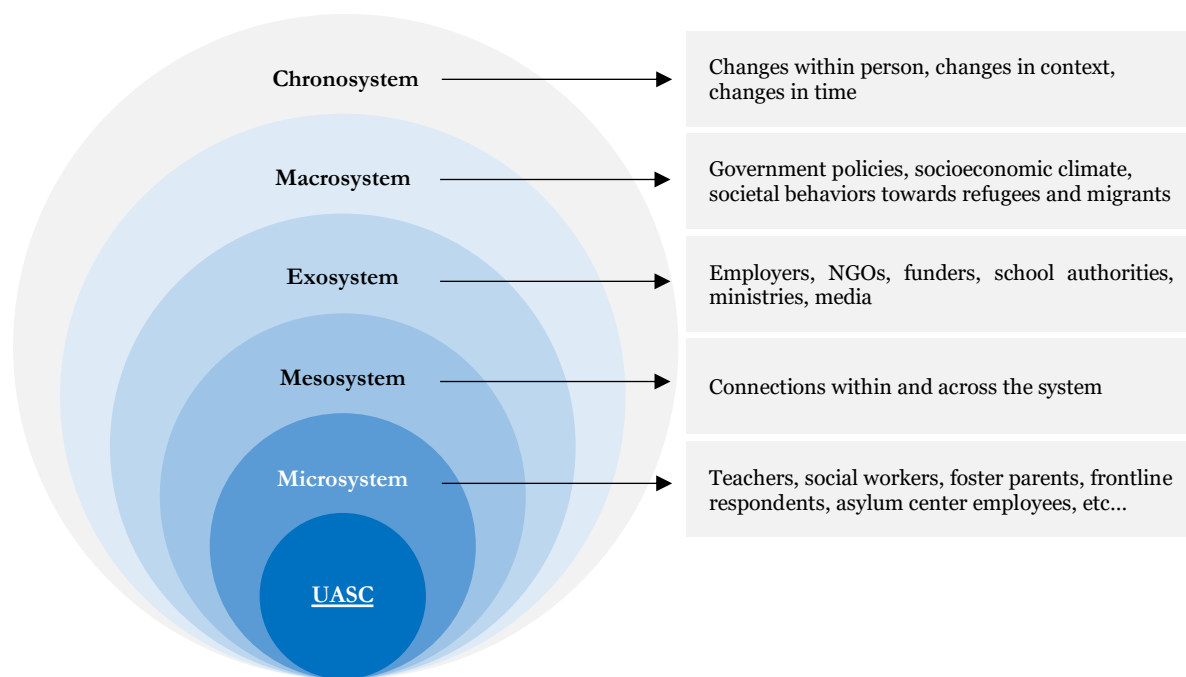 Chronosystem
Changes within person, changes in context,
changes in time
Macrosystem
Government policies, socioeconomic climate,
societal behaviors towards refugees and migrants
Exosystem
Employers, NGOs, funders, school authorities,
ministries, media
Mesosystem
Connections within and across the system
Microsystem
Teachers, social workers, foster parents, frontline
respondents, asylum center employees, etc...
UASC